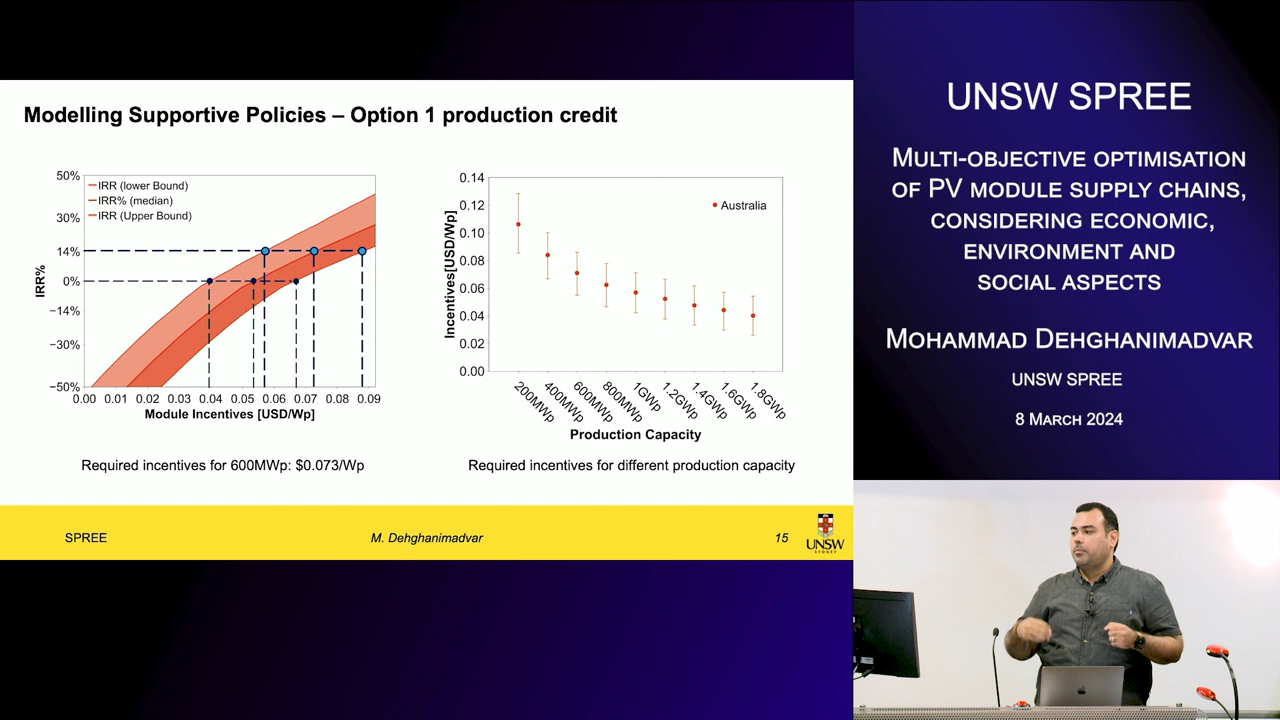 Modelling Supportive Policies – Option 1 production credit
50%
30%
14%
0%
−14%
−30%
−50%
IRR%
IRR (lower Bound)
IRR% (median)
IRR (Upper Bound)
0.00 0.01 0.02 0.03 0.04 0.05 0.06 0.07 0.08 0.09
Module Incentives [USD/Wp]
Required incentives for 600MWp: $0.073/Wp
0.14
0.12
0.10
0.08
0.06
0.04
0.02
0.00
Incentives[USD/Wp]
Australia
200MWp
400MWp
600MWp
800MWp
1GWp
1.2GWp
1.4GWp
1.6GWp
1.8GWp
Production Capacity
Required incentives for different production capacity
SPREE
M. Dehghanimadvar
15
UNSW
SYDNEY
UNSW SPREE
Multi-objective optimisation
of PV module supply chains,
considering economic,
environment and
social aspects
Mohammad Dehghanimadvar
UNSW SPREE
8 March 2024